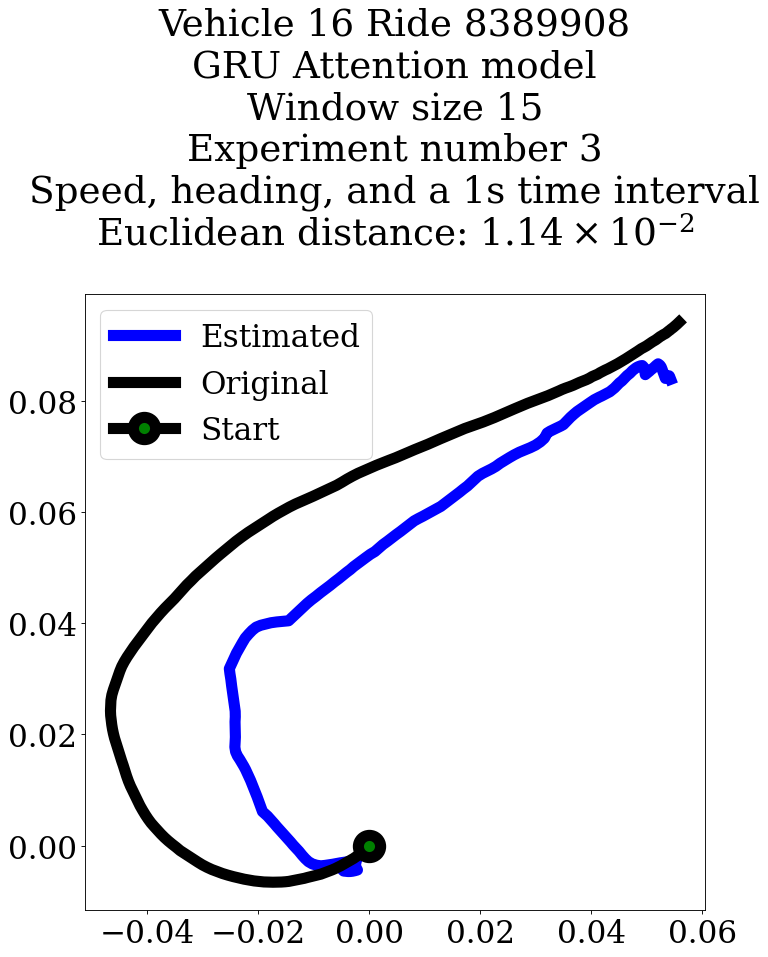 Vehicle 16 Ride 8389908
GRU Attention model
Window size 15
Experiment number 3
Speed, heading, and a 1s time interval
Euclidean distance: 1.14 × 10⁻²
Estimated
Original
Start
0.08
0.06
0.04
0.02
0.00
−0.04 −0.02 0.00 0.02 0.04 0.06